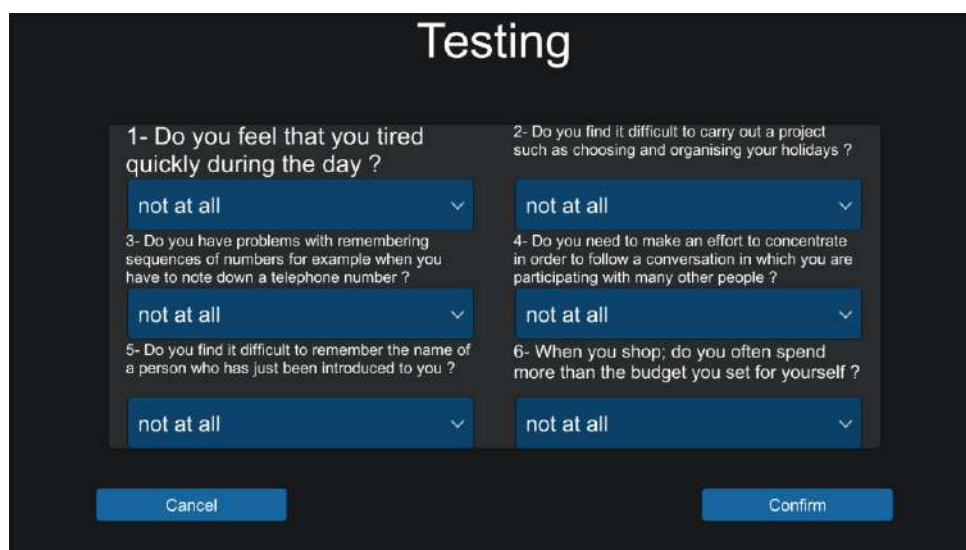 Testing
1- Do you feel that you tired
quickly during the day ?
not at all
2- Do you find it difficult to carry out a project
such as choosing and organising your holidays ?
not at all
3- Do you have problems with remembering
sequences of numbers for example when you
have to note down a telephone number ?
not at all
4- Do you need to make an effort to concentrate
in order to follow a conversation in which you are
participating with many other people ?
not at all
5- Do you find it difficult to remember the name of
a person who has just been introduced to you ?
not at all
6- When you shop; do you often spend
more than the budget you set for yourself ?
not at all
Cancel
Confirm